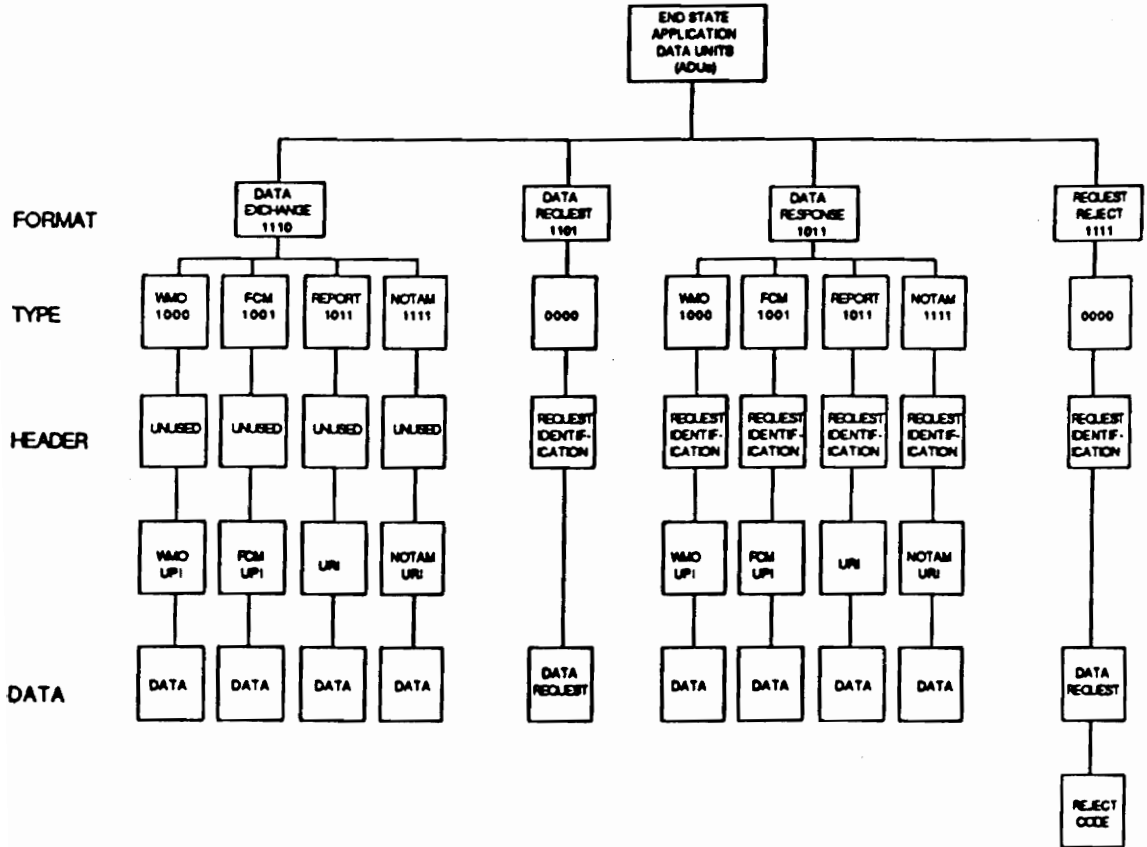 END STATE
APPLICATION
DATA UNITS
(ADUs)
FORMAT
DATA
EXCHANGE
1110
DATA
REQUEST
1101
DATA
RESPONSE
1011
REQUEST
REJECT
1111
TYPE
WMO
1000
FCM
1001
REPORT
1011
NOTAM
1111
0000
WMO
1000
FCM
1001
REPORT
1011
NOTAM
1111
0000
HEADER
UNUSED
UNUSED
UNUSED
UNUSED
REQUEST
IDENTIF-
ICATION
REQUEST
IDENTIF-
ICATION
REQUEST
IDENTIF-
ICATION
REQUEST
IDENTIF-
ICATION
REQUEST
IDENTIF-
ICATION
REQUEST
IDENTIF-
ICATION
WMO
UPI
FCM
UPI
URI
NOTAM
URI
WMO
UPI
FCM
UPI
URI
NOTAM
URI
DATA
DATA
DATA
DATA
DATA
DATA
REQUEST
DATA
DATA
DATA
DATA
DATA
REQUEST
REJECT
CODE